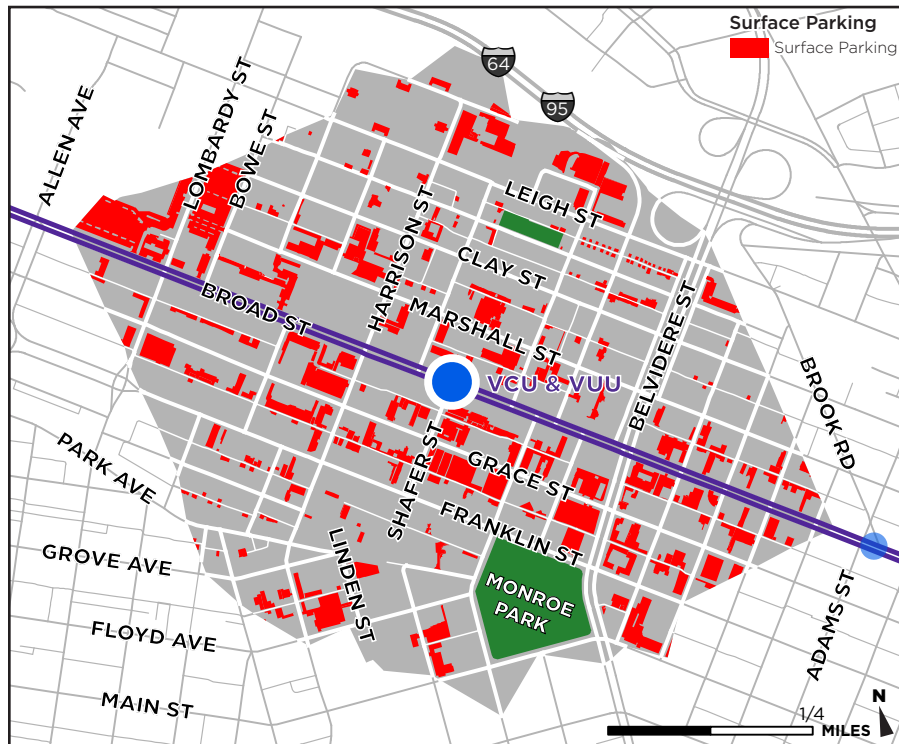 Surface Parking
Surface Parking
64
95
ALLEN AVE
LOMBARDY ST
BOWE ST
HARRISON ST
LEIGH ST
CLAY ST
MARSHALL ST
BROAD ST
BELVIDERE ST
VCU & VUU
BROOK RD
PARK AVE
SHAFER ST
GRACE ST
FRANKLIN ST
LINDEN ST
GROVE AVE
MONROE
PARK
FLOYD AVE
ADAMS ST
MAIN ST
N
1/4
MILES